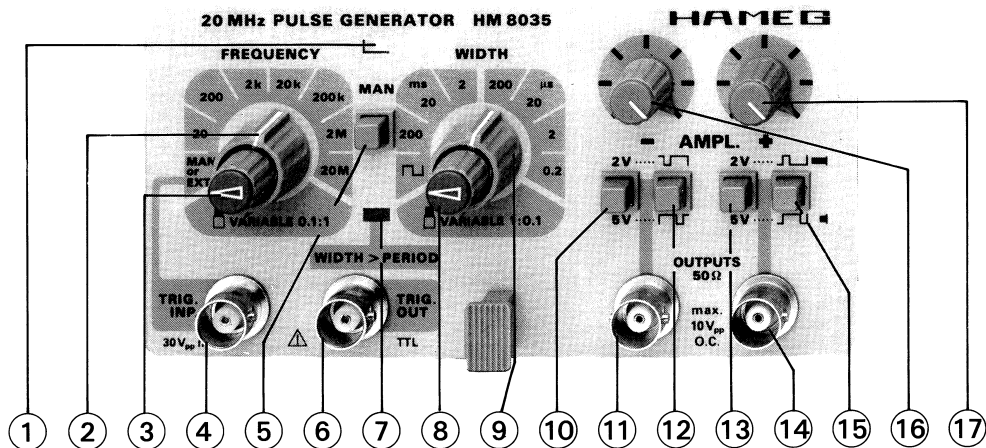 20 MHz PULSE GENERATOR HM 8035
HAMEG
FREQUENCY
WIDTH
MAN
2k 20k
200 200k
20 2M
MAN or EXT 20M
VARIABLE 0.1:1
ms 2 200 µs
20 20
200 2
0.2
VARIABLE 1:0.1
WIDTH > PERIOD
TRIG. INP.
30Vpp
TRIG. OUT
TTL
- AMPL. +
2V 2V
5V 5V
OUTPUTS
50Ω
max.
10Vpp
O.C.
1 2 3 4 5 6 7 8 9 10 11 12 13 14 15 16 17